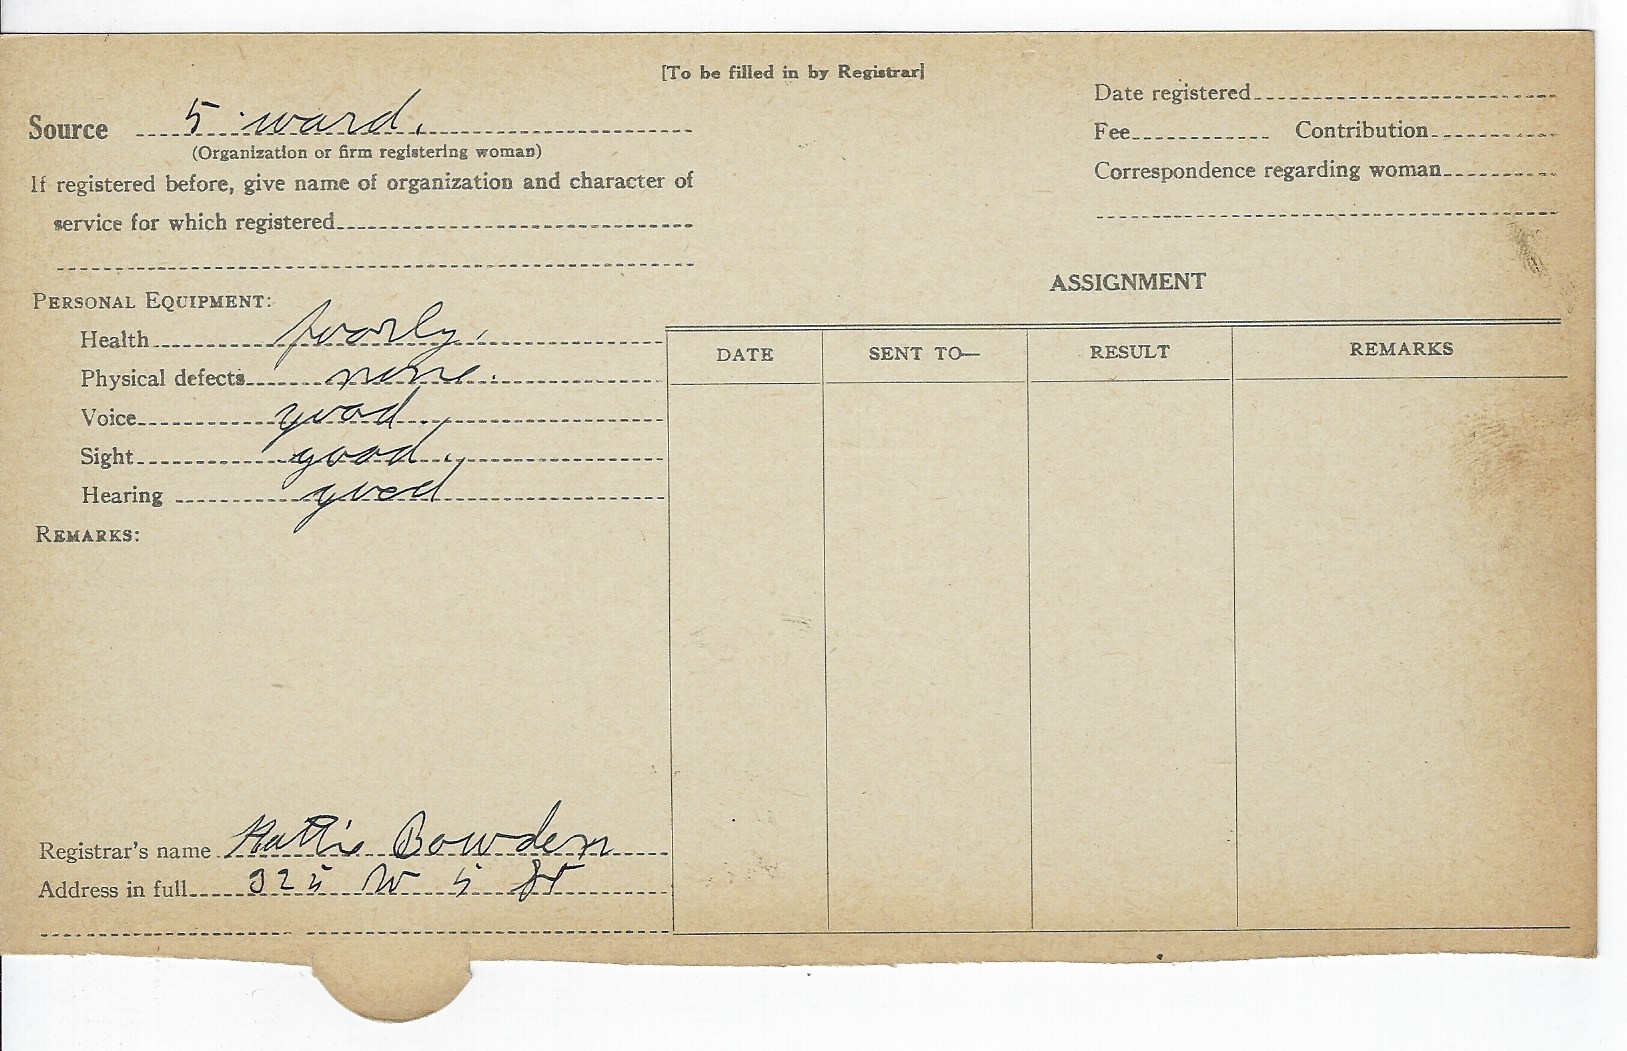 [To be filled in by Registrar]
Source 5 ward.
(Organization or firm registering woman)
If registered before, give name of organization and character of
service for which registered
Date registered
Fee Contribution
Correspondence regarding woman
PERSONAL EQUIPMENT:
Health poorly.
Physical defects none.
Voice good.
Sight good.
Hearing good
REMARKS:
ASSIGNMENT
DATE SENT TO— RESULT REMARKS
Registrar's name Bowden
Address in full 325 W 5 St